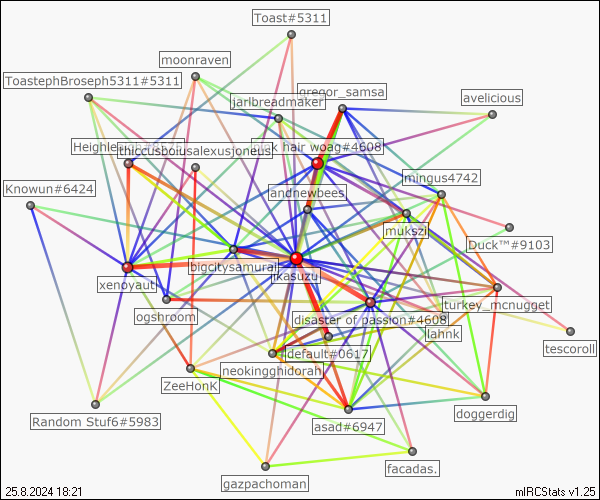 Toast#5311
moonraven
ToastephBroseph5311#5311
gregor_samsa
jarlbreadmaker
avelicious
hair woag#4608
thiccusboiusalexusjoneus
mingus4742
Knowun#6424
andnewbees
mukszi
Duck™#9103
bigcitysamurai
ikasuzu
xenoyaut
turkey_mcnugget
ogshroom
disaster of passion#4608
lahnk
tescoroll
default#0617
neokingghidorah
ZeeHonK
Random Stuf6#5983
asad#6947
doggerdig
facadas.
gazpachoman
25.8.2024 18:21
mIRCStats v1.25